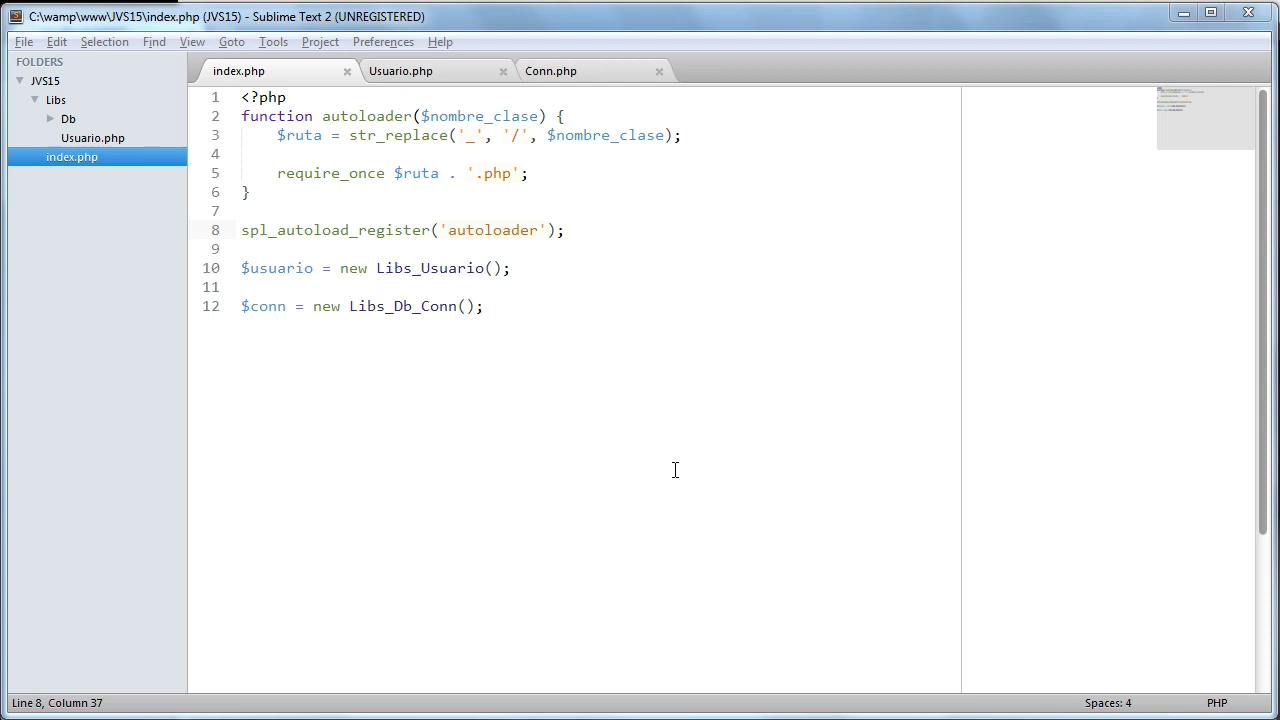 C:\wamp\www\JVS15\index.php (JVS15) - Sublime Text 2 (UNREGISTERED)
File Edit Selection Find View Goto Tools Project Preferences Help
FOLDERS
JVS15
Libs
Db
Usuario.php
index.php
index.php Usuario.php Conn.php
1 <?php
2 function autoloader($nombre_clase) {
3 $ruta = str_replace('_', '/', $nombre_clase);
4
5 require_once $ruta . '.php';
6 }
7
8 spl_autoload_register('autoloader');
9
10 $usuario = new Libs_Usuario();
11
12 $conn = new Libs_Db_Conn();
Line 8, Column 37 Spaces: 4 PHP